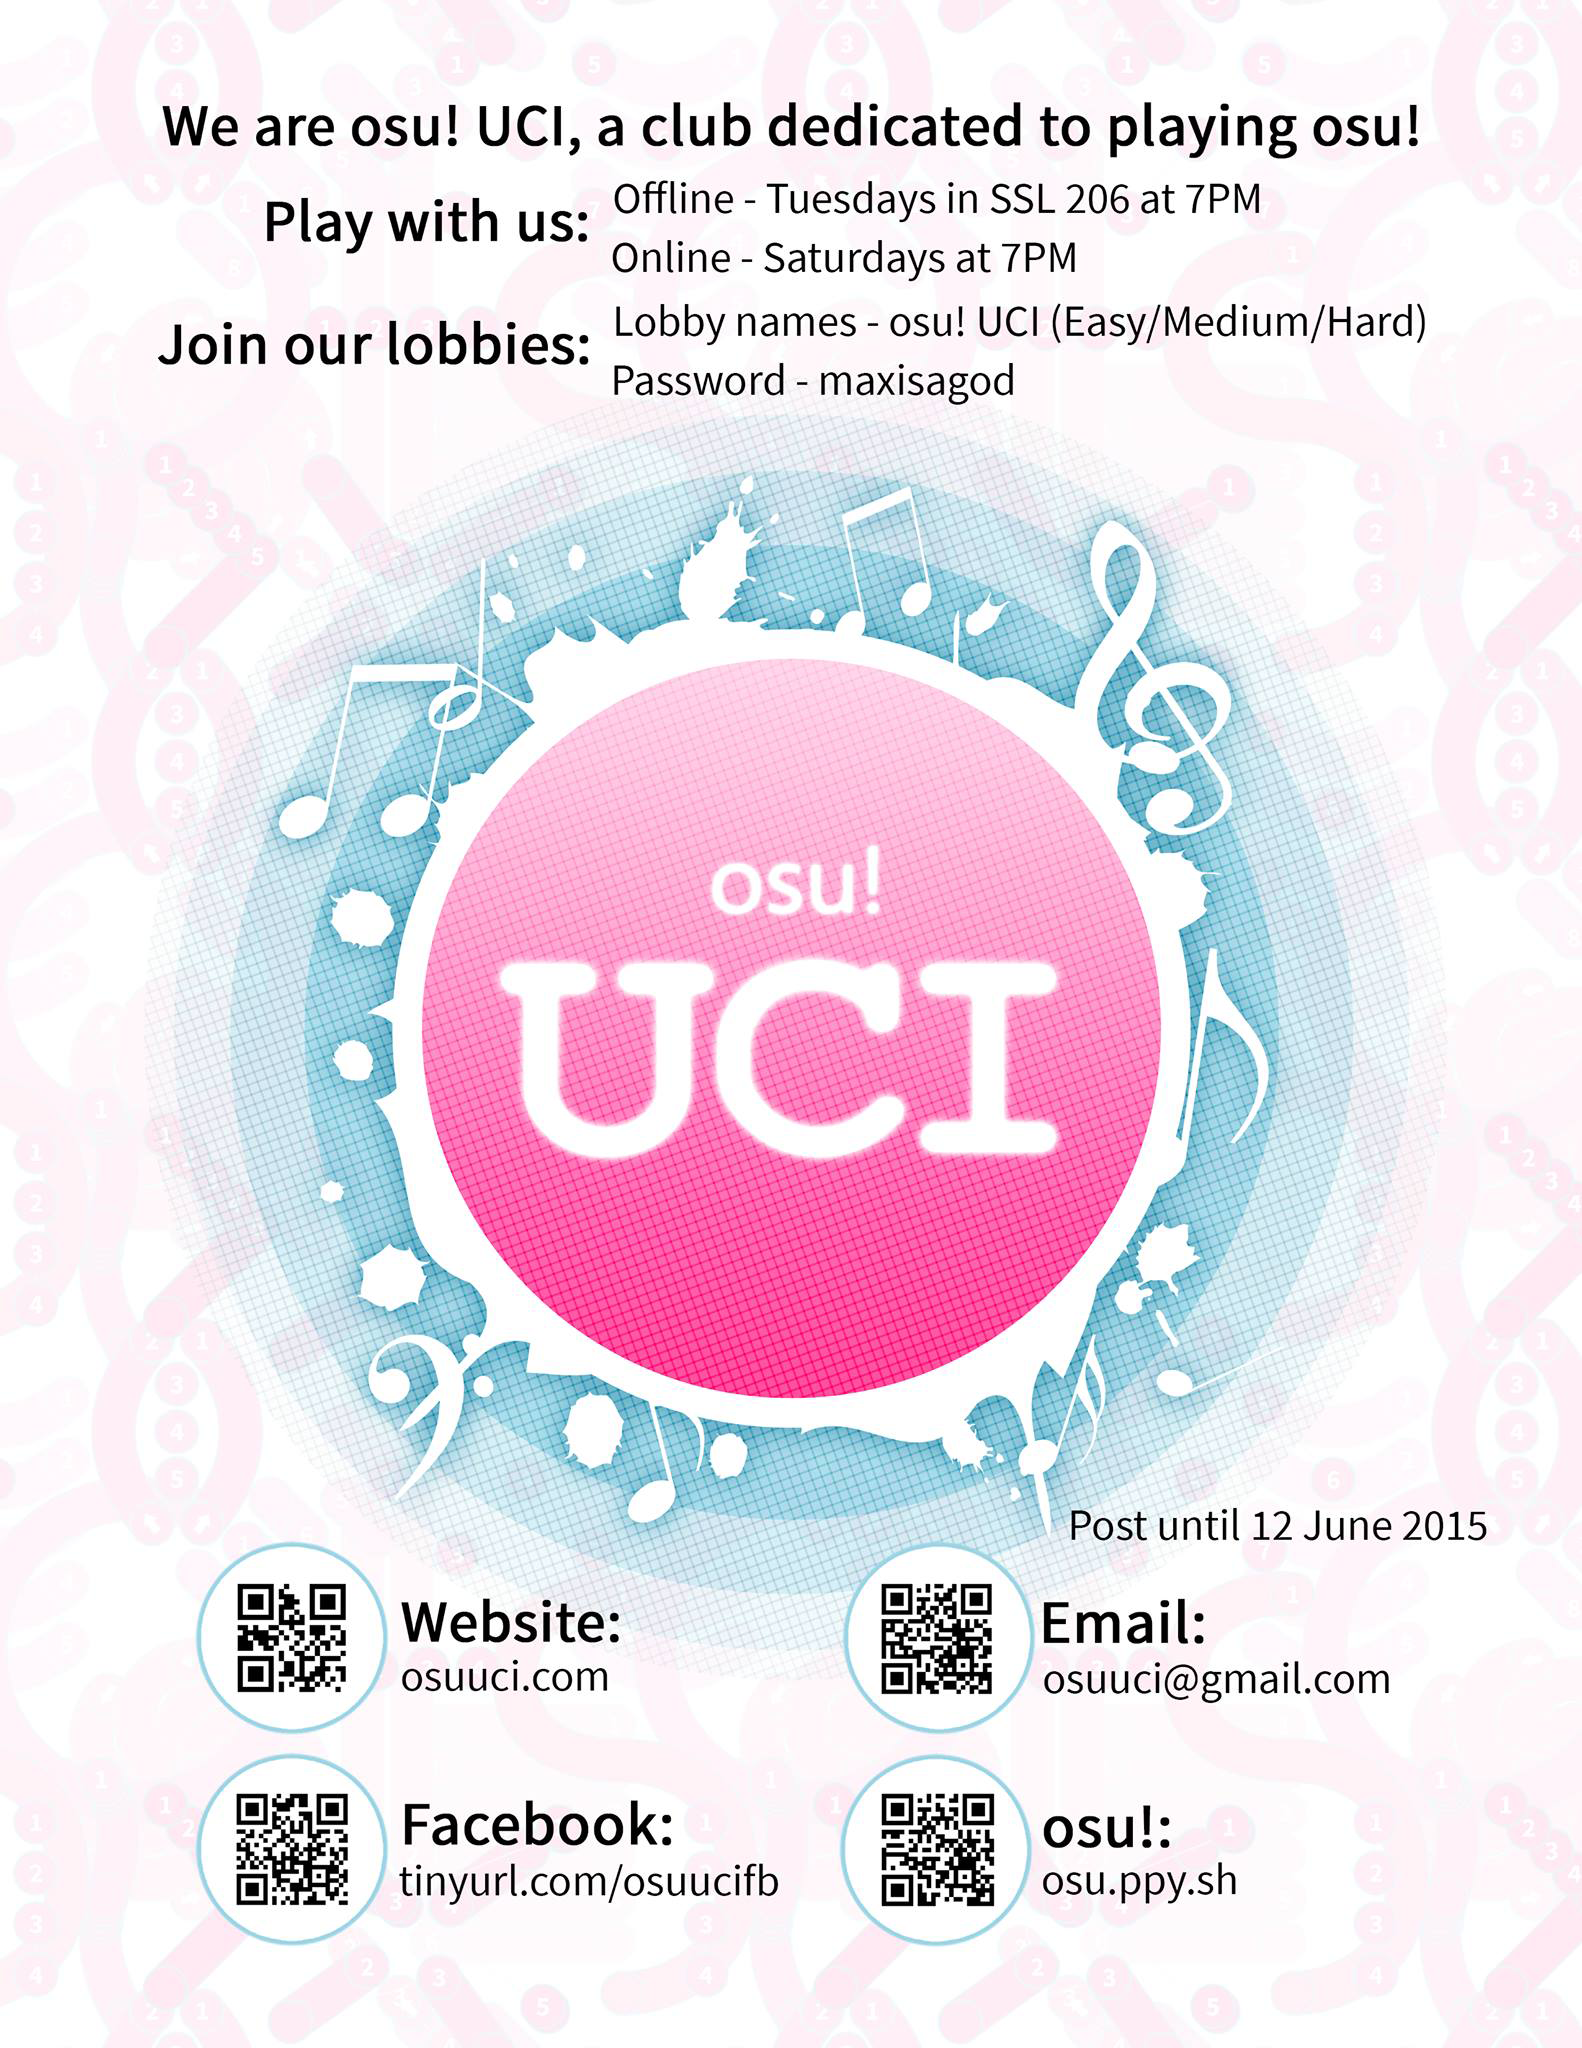 We are osu! UCI, a club dedicated to playing osu!
Play with us:
Offline - Tuesdays in SSL 206 at 7PM
Online - Saturdays at 7PM
Join our lobbies:
Lobby names - osu! UCI (Easy/Medium/Hard)
Password - maxisagod
osu!
UCI
Post until 12 June 2015
Website:
osuuci.com
Email:
osuuci@gmail.com
Facebook:
tinyurl.com/osuucifb
osu!:
osu.ppy.sh